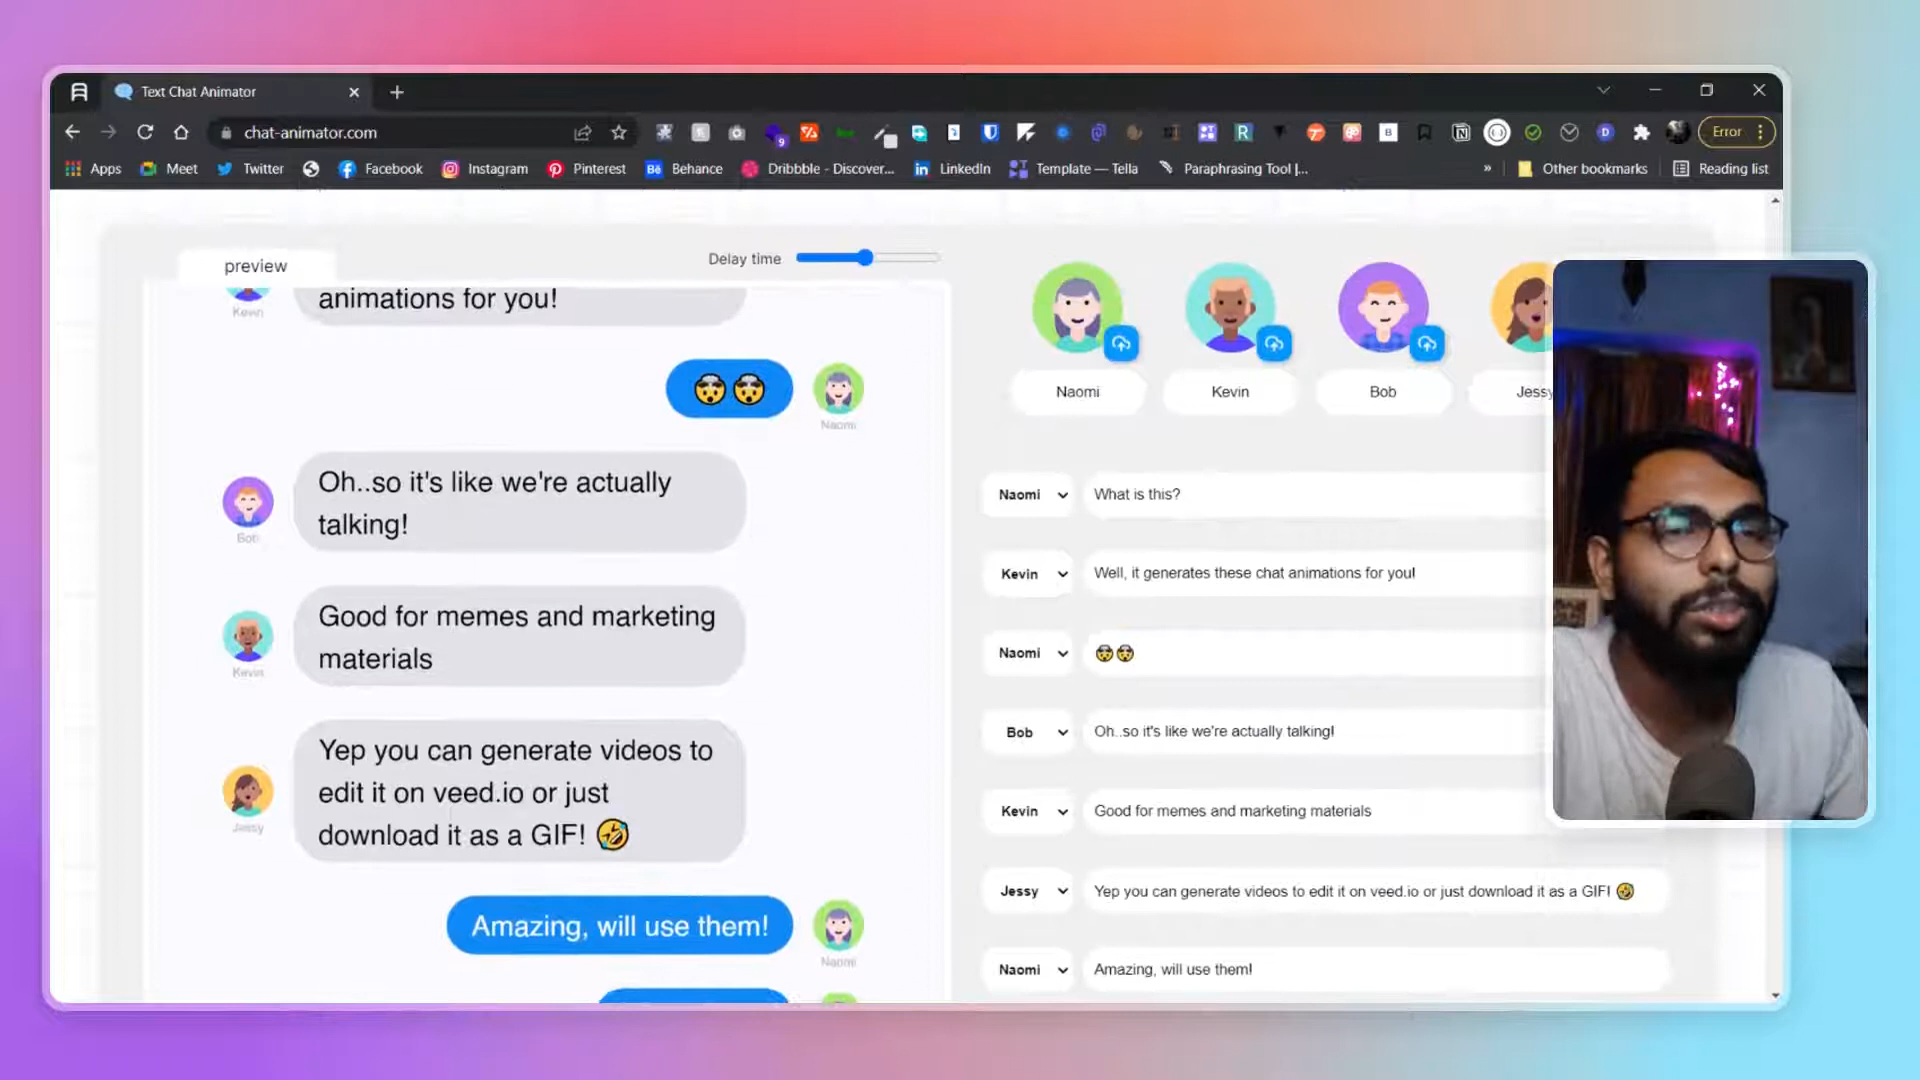 Text Chat Animator
chat-animator.com
Error
9
Apps
Meet
Twitter
Facebook
Instagram
Pinterest
Behance
Dribbble - Discover...
LinkedIn
Template — Tella
Paraphrasing Tool |...
»
Other bookmarks
Reading list
preview
Delay time
Kevin
animations for you!
🤯🤯
Naomi
Oh..so it's like we're actually
talking!
Bob
Good for memes and marketing
materials
Kevin
Yep you can generate videos to
edit it on veed.io or just
download it as a GIF! 🤣
Jessy
Amazing, will use them!
Naomi
Naomi
Kevin
Bob
Jessy
Naomi
What is this?
Kevin
Well, it generates these chat animations for you!
Naomi
🤯🤯
Bob
Oh..so it's like we're actually talking!
Kevin
Good for memes and marketing materials
Jessy
Yep you can generate videos to edit it on veed.io or just download it as a GIF! 🤣
Naomi
Amazing, will use them!